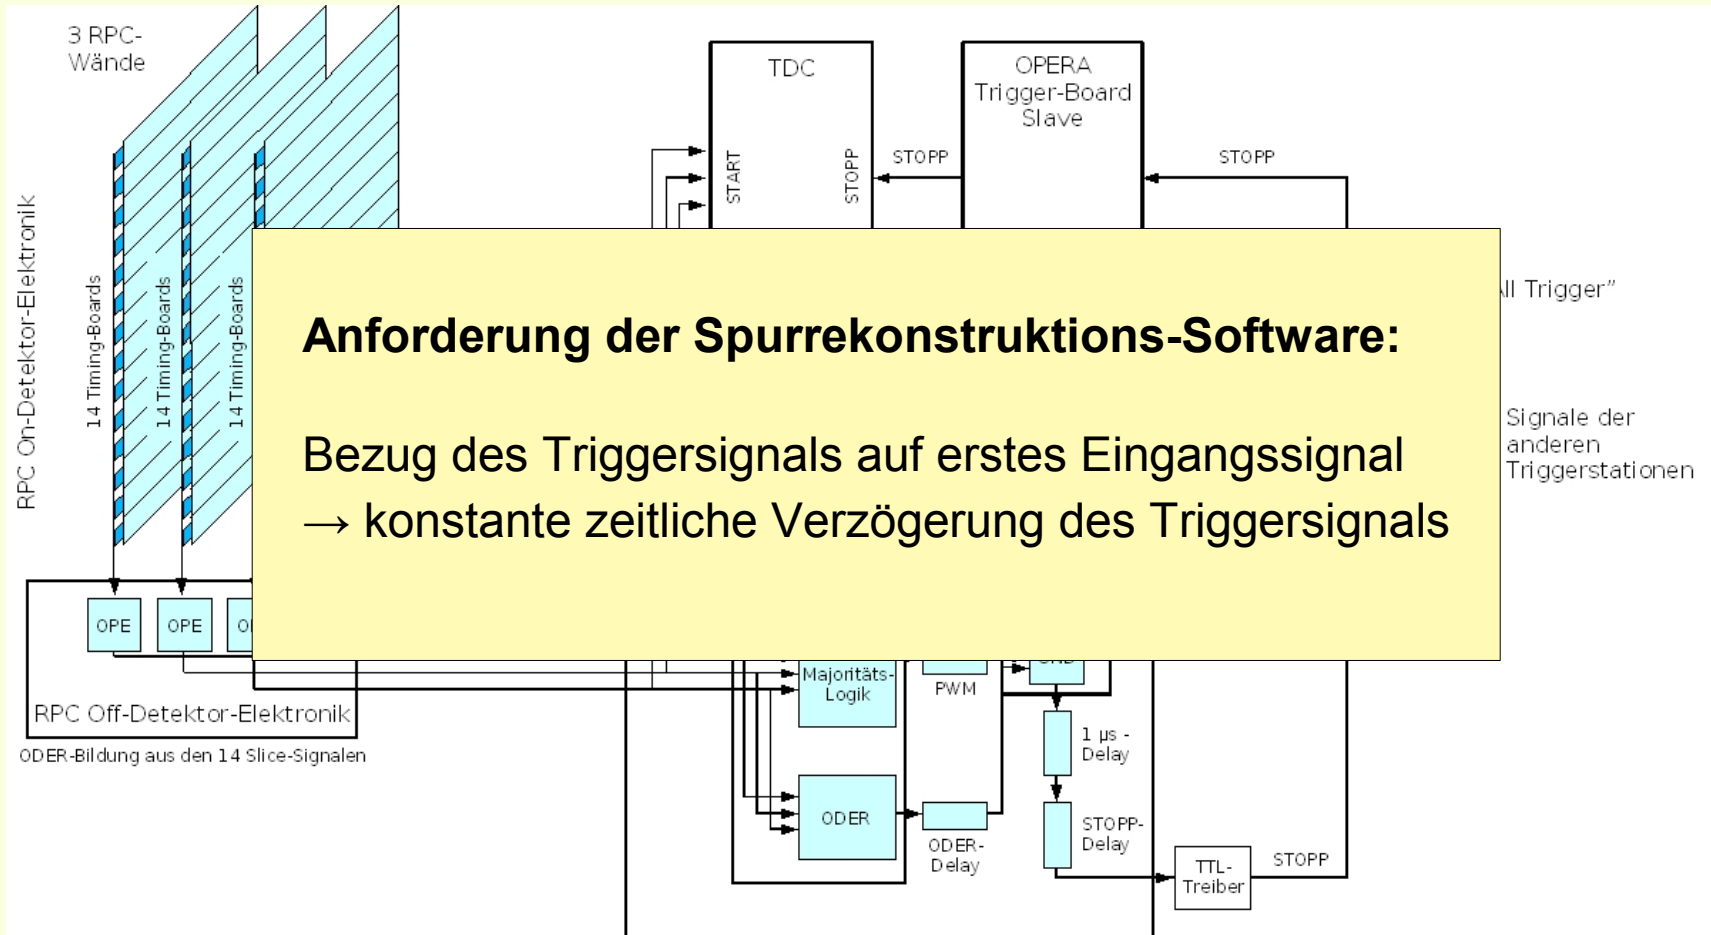 3 RPC-
Wände
TDC
OPERA
Trigger-Board
Slave
START
STOPP
STOPP
STOPP
RPC On-Detektor-Elektronik
14 Timing-Boards
14 Timing-Boards
14 Timing-Boards
Trigger”
Anforderung der Spurrekonstruktions-Software:
Bezug des Triggersignals auf erstes Eingangssignal
→ konstante zeitliche Verzögerung des Triggersignals
Signale der
anderen
Triggerstationen
OPE
OPE
Majoritäts-
Logik
PWM
RPC Off-Detektor-Elektronik
ODER-Bildung aus den 14 Slice-Signalen
1 µs -
Delay
ODER
ODER-
Delay
STOPP-
Delay
TTL-
Treiber
STOPP